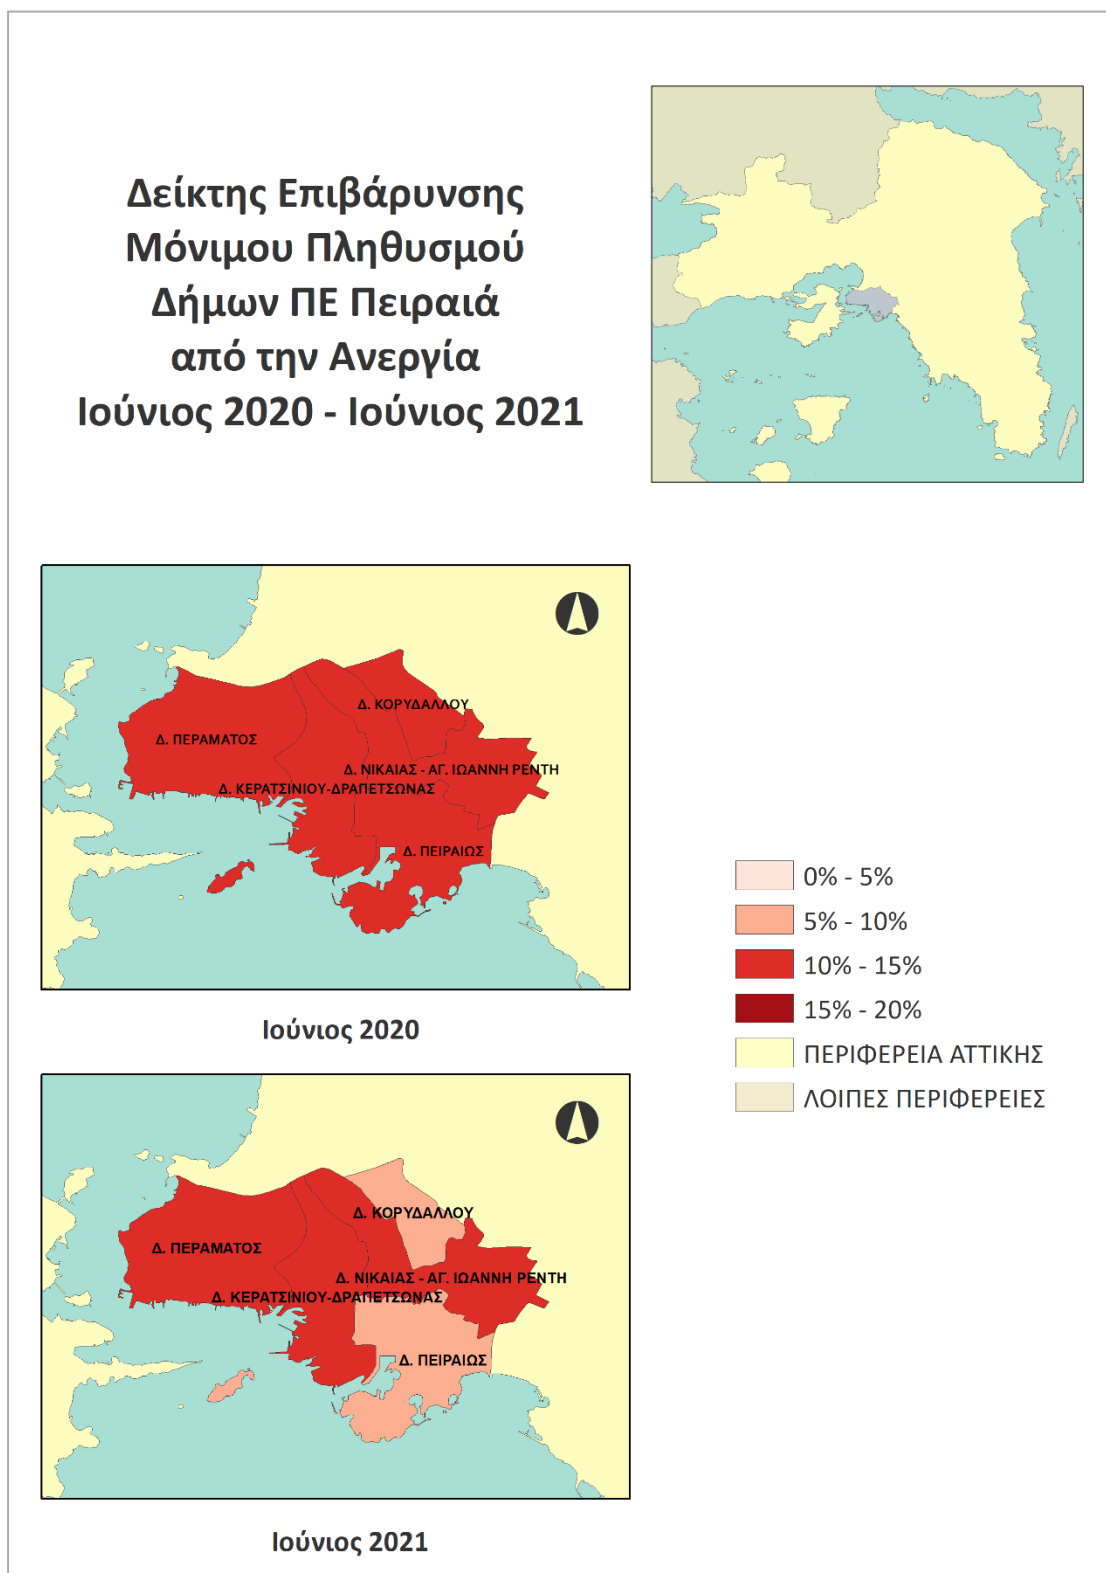 Δείκτης Επιβάρυνσης
Μόνιμου Πληθυσμού
Δήμων ΠΕ Πειραιά
από την Ανεργία
Ιούνιος 2020 - Ιούνιος 2021
Δ. ΚΟΡΥΔΑΛΛΟΥ
Δ. ΠΕΡΑΜΑΤΟΣ
Δ. ΝΙΚΑΙΑΣ - ΑΓ. ΙΩΑΝΝΗ ΡΕΝΤΗ
Δ. ΚΕΡΑΤΣΙΝΙΟΥ-ΔΡΑΠΕΤΣΩΝΑΣ
Δ. ΠΕΙΡΑΙΩΣ
Ιούνιος 2020
0% - 5%
5% - 10%
10% - 15%
15% - 20%
ΠΕΡΙΦΕΡΕΙΑ ΑΤΤΙΚΗΣ
ΛΟΙΠΕΣ ΠΕΡΙΦΕΡΕΙΕΣ
Δ. ΚΟΡΥΔΑΛΛΟΥ
Δ. ΠΕΡΑΜΑΤΟΣ
Δ. ΝΙΚΑΙΑΣ - ΑΓ. ΙΩΑΝΝΗ ΡΕΝΤΗ
Δ. ΚΕΡΑΤΣΙΝΙΟΥ-ΔΡΑΠΕΤΣΩΝΑΣ
Δ. ΠΕΙΡΑΙΩΣ
Ιούνιος 2021